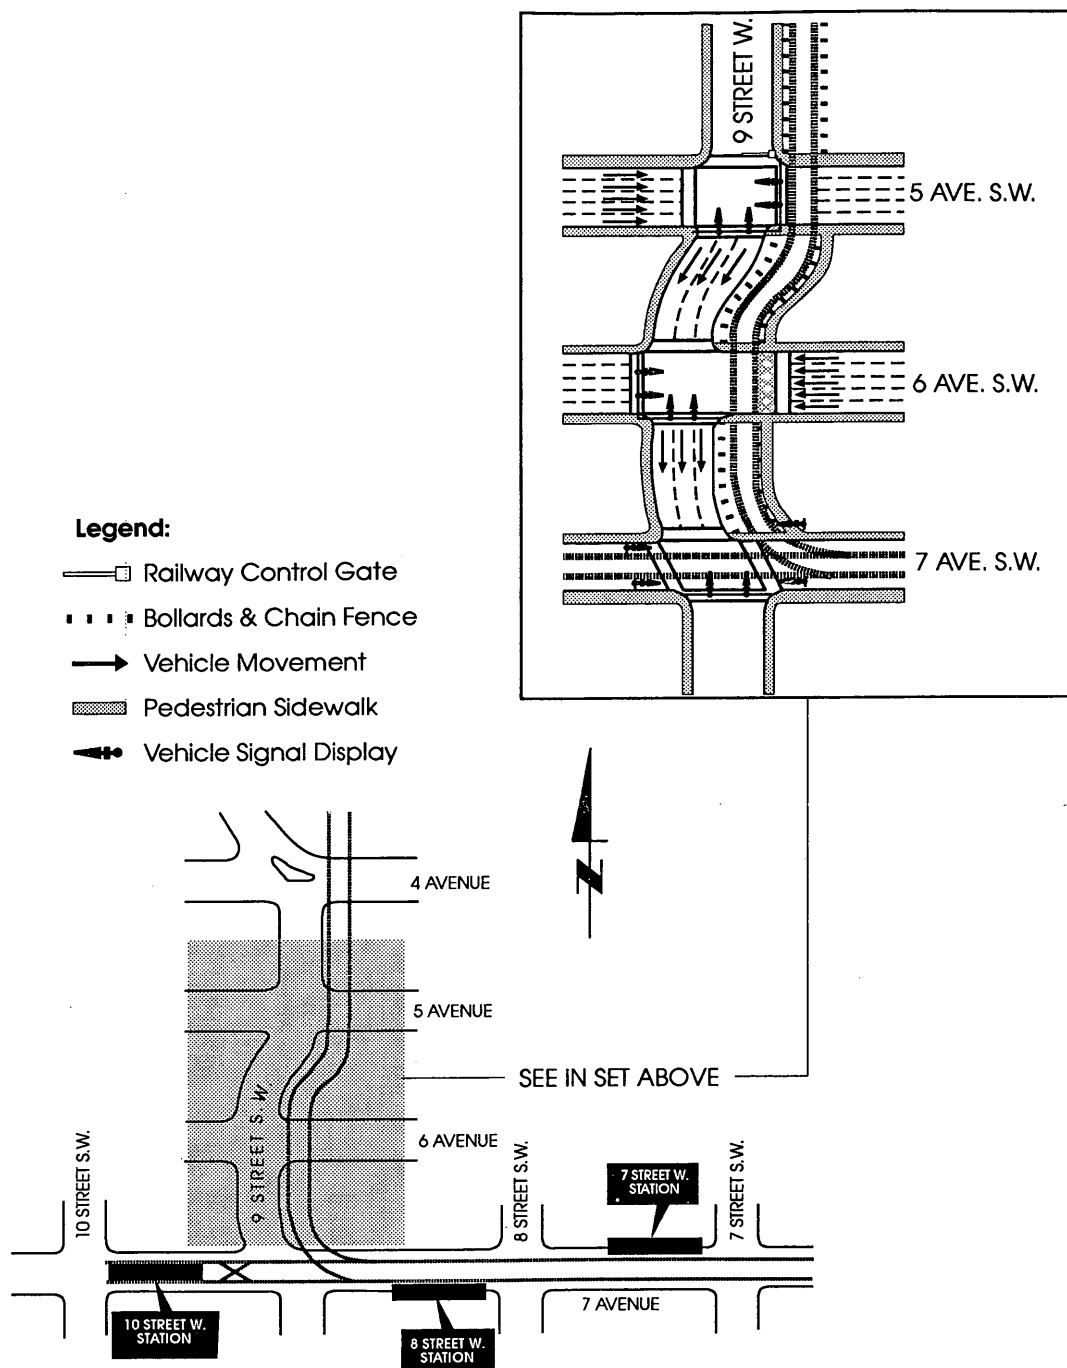 9 STREET W.
5 AVE. S.W.
6 AVE. S.W.
7 AVE. S.W.
Legend:
Railway Control Gate
Bollards & Chain Fence
Vehicle Movement
Pedestrian Sidewalk
Vehicle Signal Display
N
4 AVENUE
5 AVENUE
SEE IN SET ABOVE
9 STREET S.W.
6 AVENUE
10 STREET S.W.
8 STREET S.W.
7 STREET W.
STATION
7 STREET S.W.
7 AVENUE
10 STREET W.
STATION
8 STREET W.
STATION